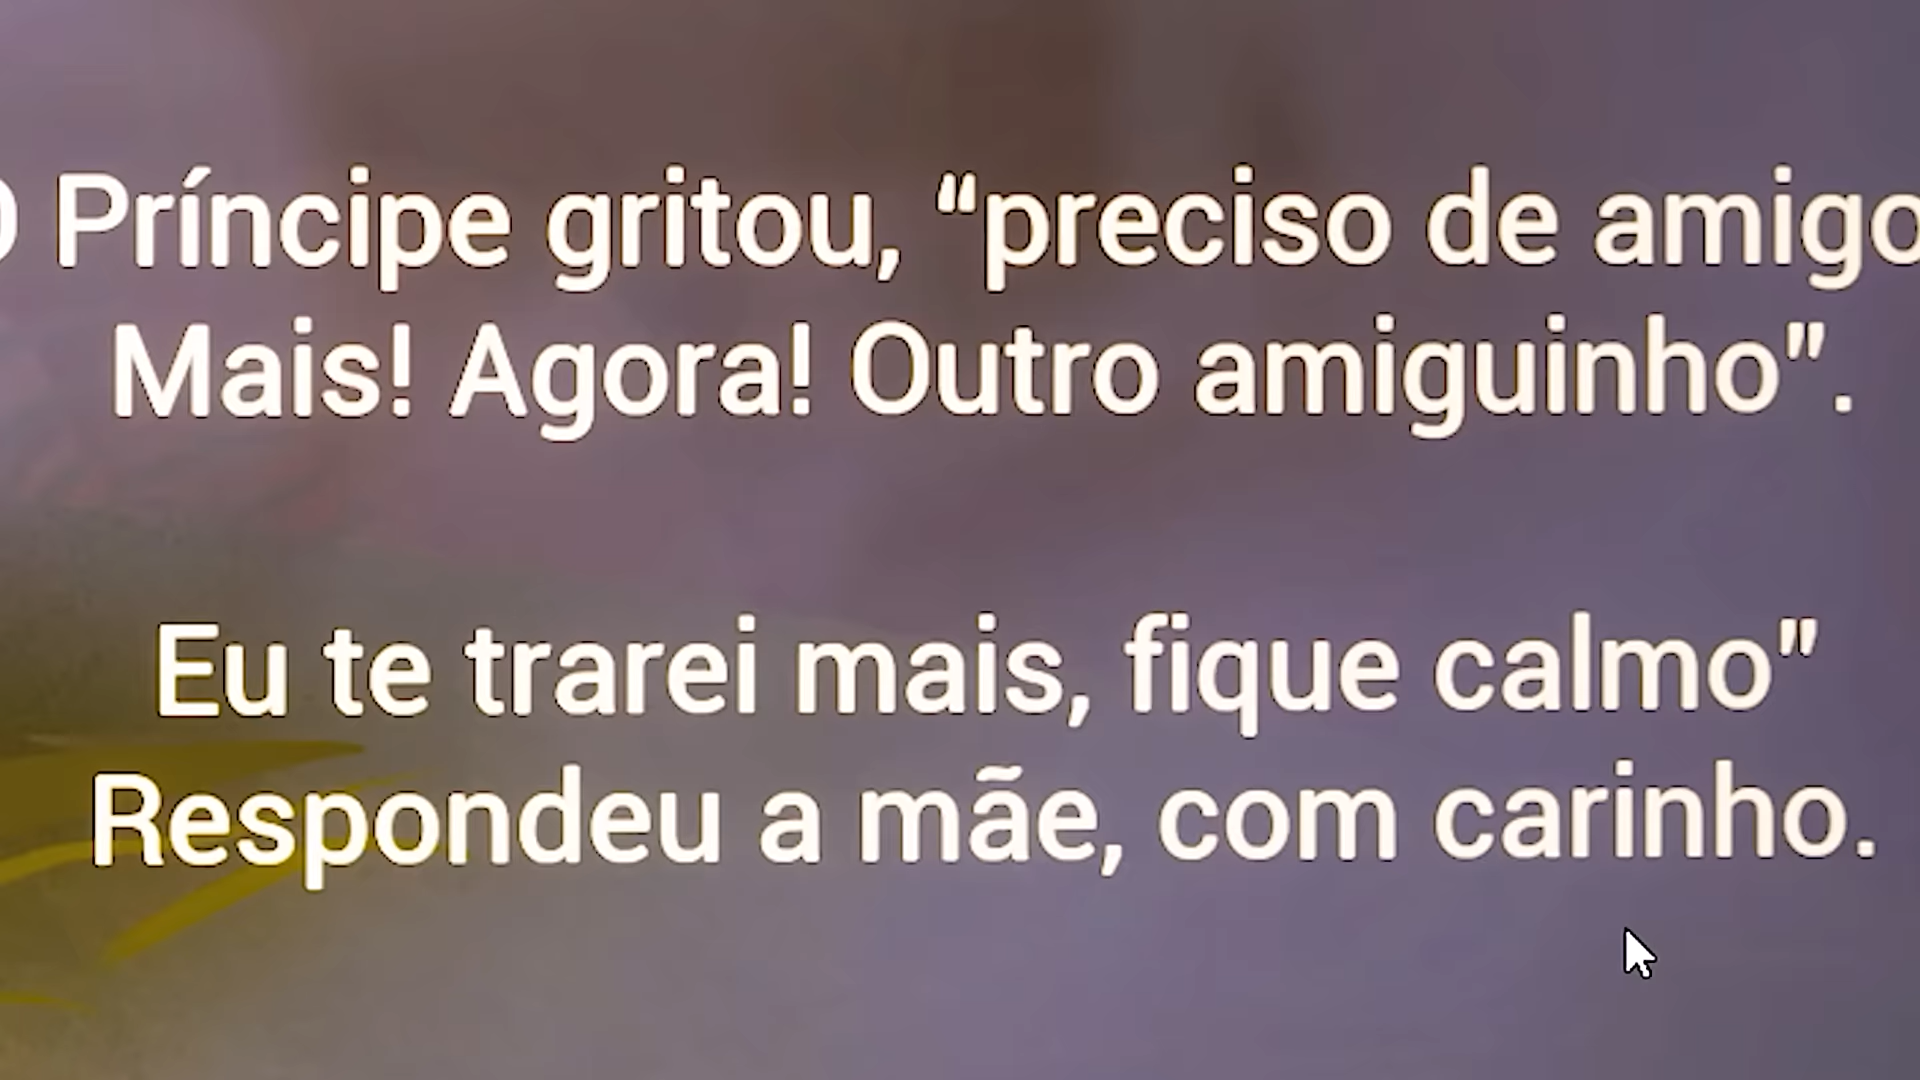 O Príncipe gritou, “preciso de amigo
Mais! Agora! Outro amiguinho".
Eu te trarei mais, fique calmo"
Respondeu a mãe, com carinho.